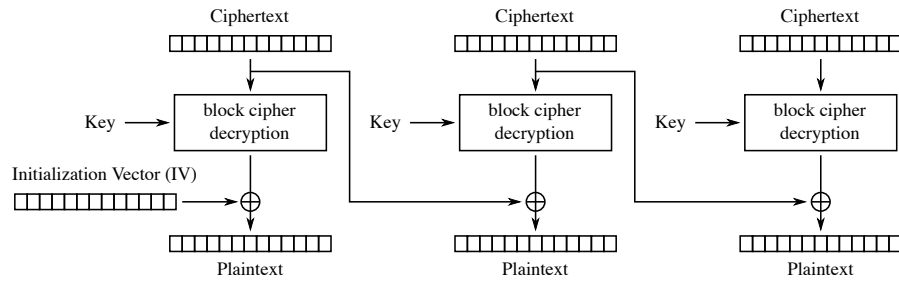 Ciphertext
Ciphertext
Ciphertext
Key
block cipher
decryption
Key
block cipher
decryption
Key
block cipher
decryption
Initialization Vector (IV)
Plaintext
Plaintext
Plaintext